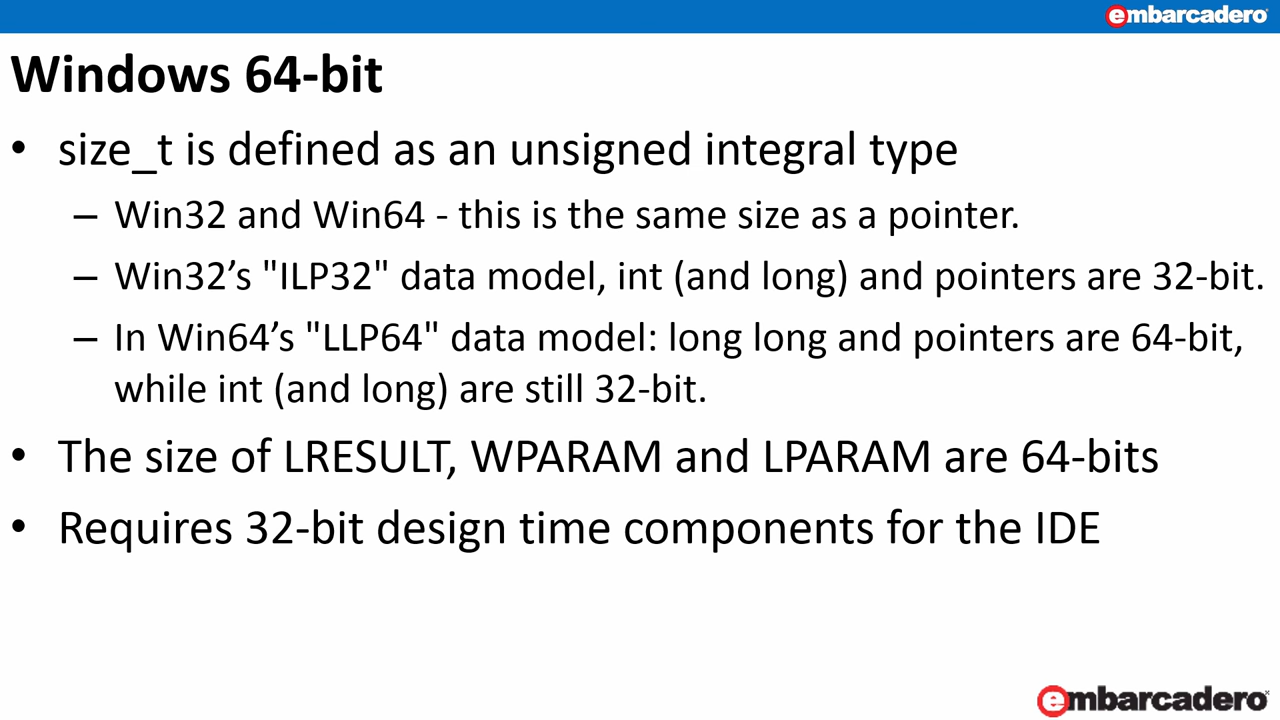 embarcadero
Windows 64-bit
• size_t is defined as an unsigned integral type
– Win32 and Win64 - this is the same size as a pointer.
– Win32’s "ILP32" data model, int (and long) and pointers are 32-bit.
– In Win64’s "LLP64" data model: long long and pointers are 64-bit,
while int (and long) are still 32-bit.
• The size of LRESULT, WPARAM and LPARAM are 64-bits
• Requires 32-bit design time components for the IDE
embarcadero